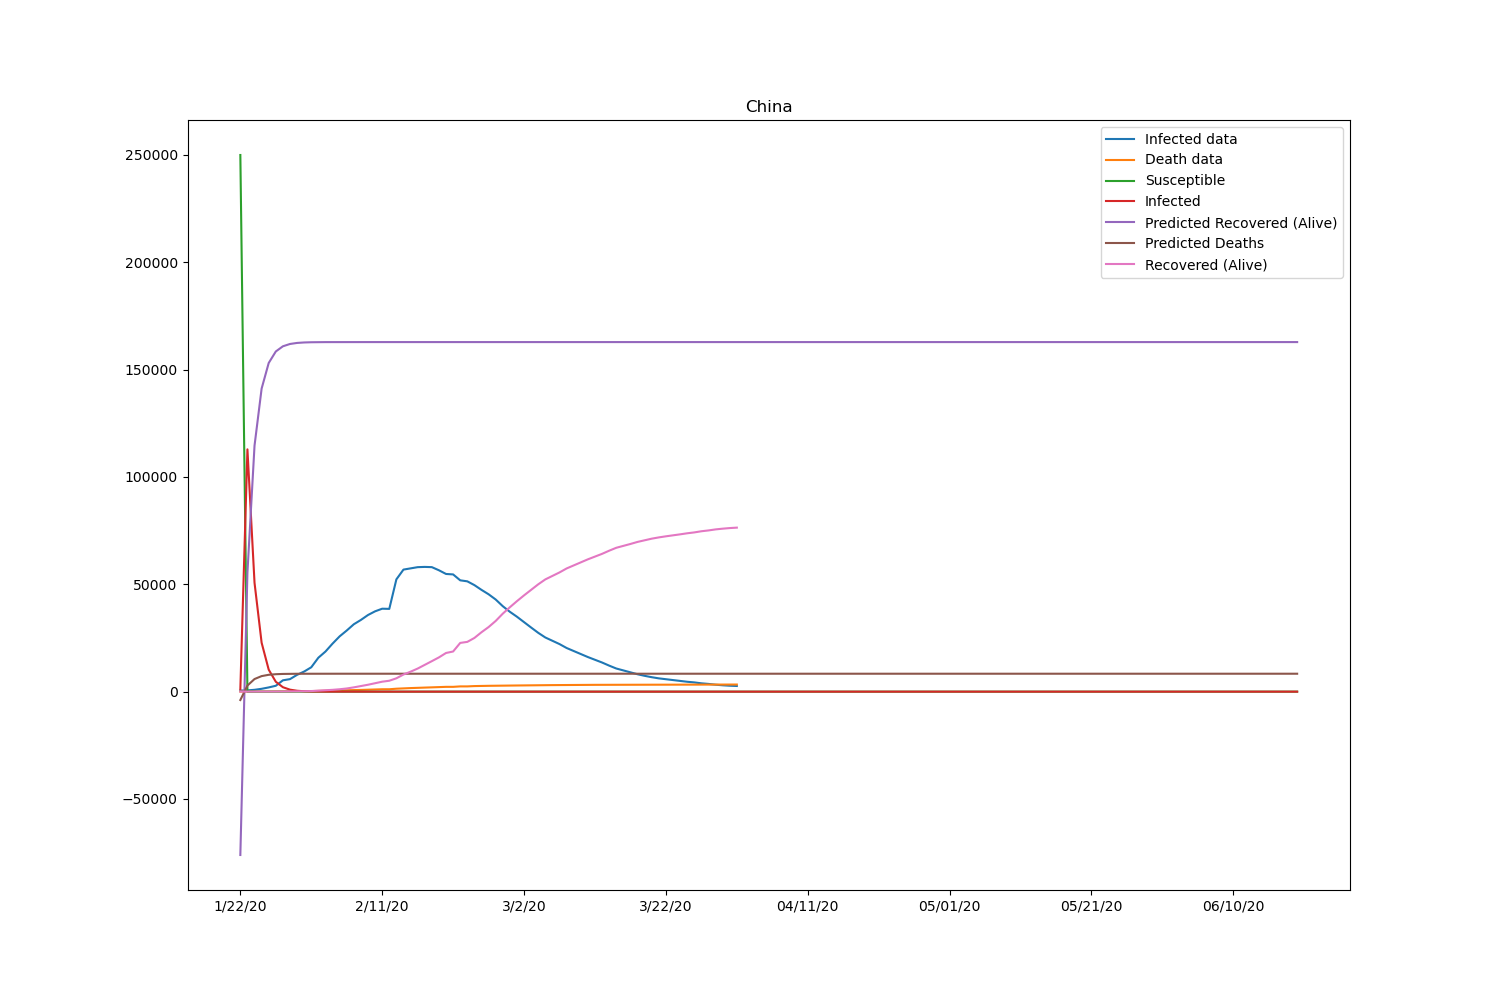 China
Infected data
Death data
Susceptible
Infected
Predicted Recovered (Alive)
Predicted Deaths
Recovered (Alive)
250000
200000
150000
100000
50000
0
−50000
1/22/20 2/11/20 3/2/20 3/22/20 04/11/20 05/01/20 05/21/20 06/10/20